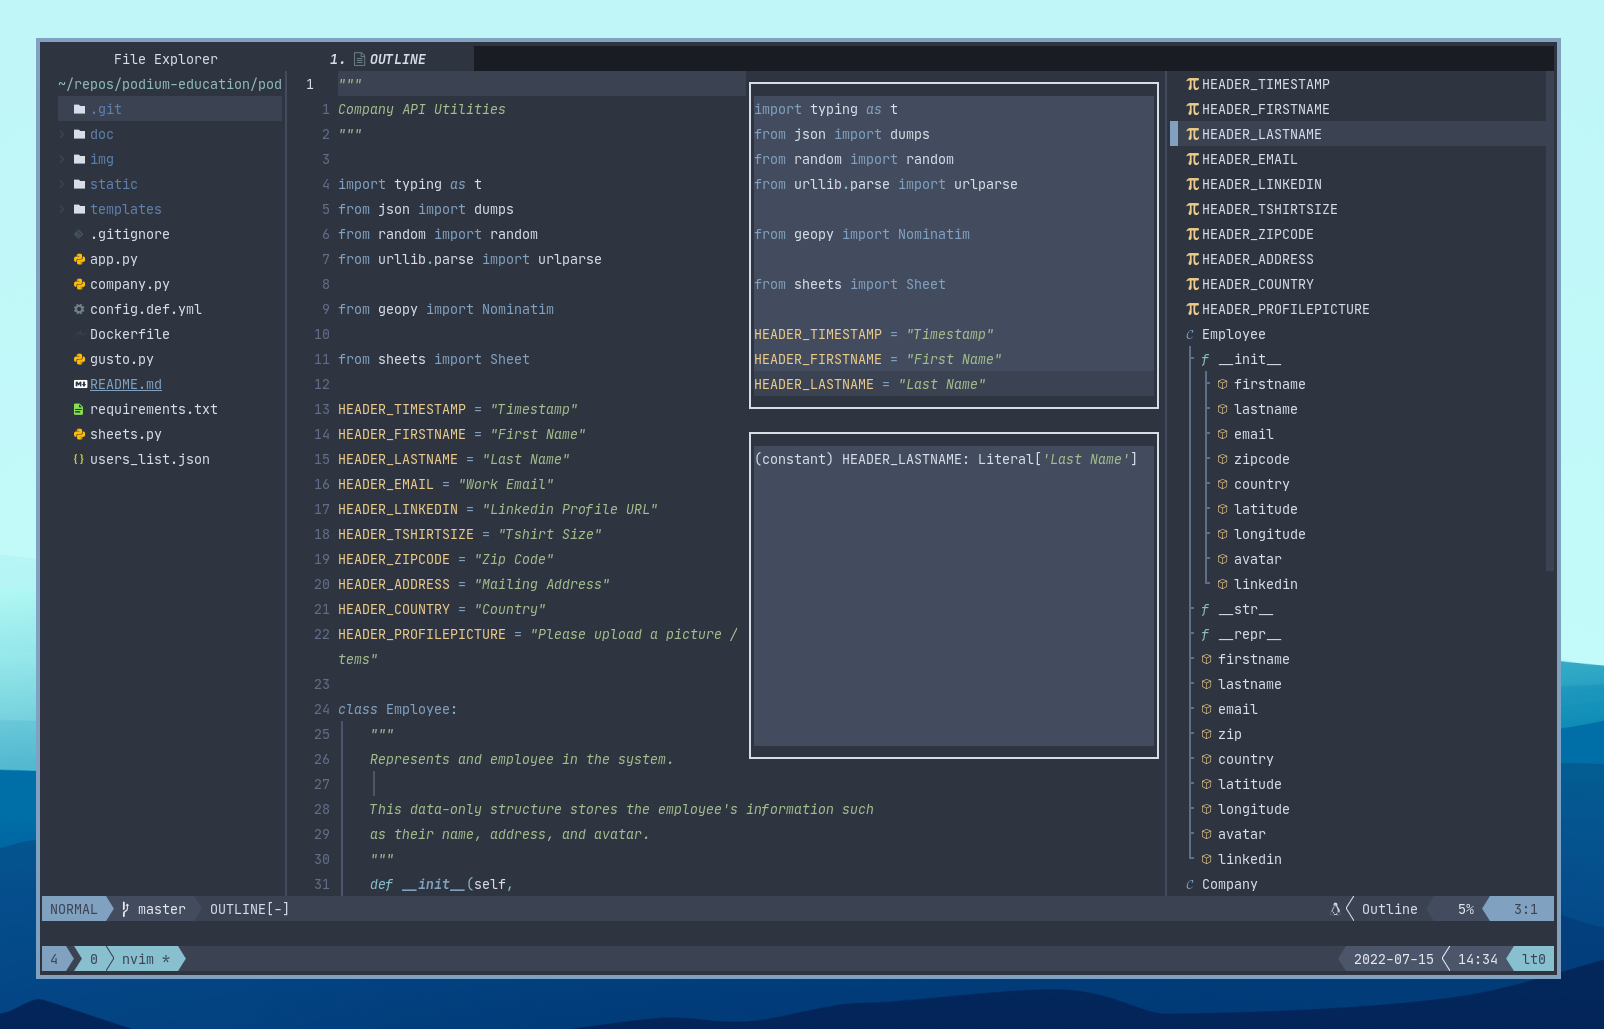 File Explorer
~/repos/podium-education/pod
.git
doc
img
static
templates
.gitignore
app.py
company.py
config.def.yml
Dockerfile
gusto.py
README.md
requirements.txt
sheets.py
{} users_list.json
1. OUTLINE
1 """
1 Company API Utilities
2 """
3
4 import typing as t
5 from json import dumps
6 from random import random
7 from urllib.parse import urlparse
8
9 from geopy import Nominatim
10
11 from sheets import Sheet
12
13 HEADER_TIMESTAMP = "Timestamp"
14 HEADER_FIRSTNAME = "First Name"
15 HEADER_LASTNAME = "Last Name"
16 HEADER_EMAIL = "Work Email"
17 HEADER_LINKEDIN = "Linkedin Profile URL"
18 HEADER_TSHIRTSIZE = "Tshirt Size"
19 HEADER_ZIPCODE = "Zip Code"
20 HEADER_ADDRESS = "Mailing Address"
21 HEADER_COUNTRY = "Country"
22 HEADER_PROFILEPICTURE = "Please upload a picture /
tems"
23
24 class Employee:
25 """
26 Represents and employee in the system.
27
28 This data-only structure stores the employee's information such
29 as their name, address, and avatar.
30 """
31 def __init__(self,
import typing as t
from json import dumps
from random import random
from urllib.parse import urlparse
from geopy import Nominatim
from sheets import Sheet
HEADER_TIMESTAMP = "Timestamp"
HEADER_FIRSTNAME = "First Name"
HEADER_LASTNAME = "Last Name"
(constant) HEADER_LASTNAME: Literal['Last Name']
π HEADER_TIMESTAMP
π HEADER_FIRSTNAME
π HEADER_LASTNAME
π HEADER_EMAIL
π HEADER_LINKEDIN
π HEADER_TSHIRTSIZE
π HEADER_ZIPCODE
π HEADER_ADDRESS
π HEADER_COUNTRY
π HEADER_PROFILEPICTURE
C Employee
f __init__
firstname
lastname
email
zipcode
country
latitude
longitude
avatar
linkedin
f __str__
f __repr__
firstname
lastname
email
zip
country
latitude
longitude
avatar
linkedin
C Company
NORMAL master OUTLINE[-] Outline 5% 3:1
4 0 nvim * 2022-07-15 14:34 lt0